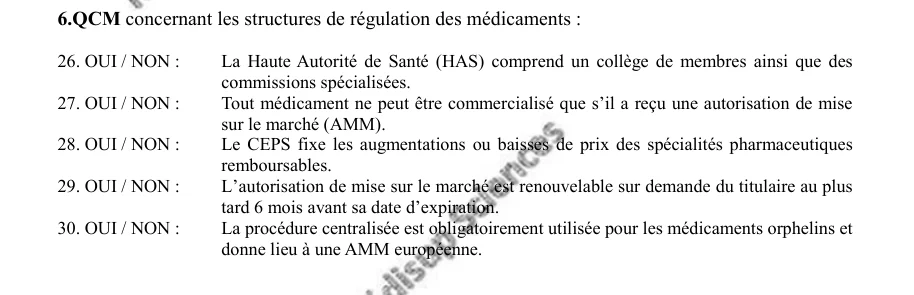 6.QCM concernant les structures de régulation des médicaments :
26. OUI / NON : La Haute Autorité de Santé (HAS) comprend un collège de membres ainsi que des
commissions spécialisées.
27. OUI / NON : Tout médicament ne peut être commercialisé que s’il a reçu une autorisation de mise
sur le marché (AMM).
28. OUI / NON : Le CEPS fixe les augmentations ou baisses de prix des spécialités pharmaceutiques
remboursables.
29. OUI / NON : L’autorisation de mise sur le marché est renouvelable sur demande du titulaire au plus
tard 6 mois avant sa date d’expiration.
30. OUI / NON : La procédure centralisée est obligatoirement utilisée pour les médicaments orphelins et
donne lieu à une AMM européenne.